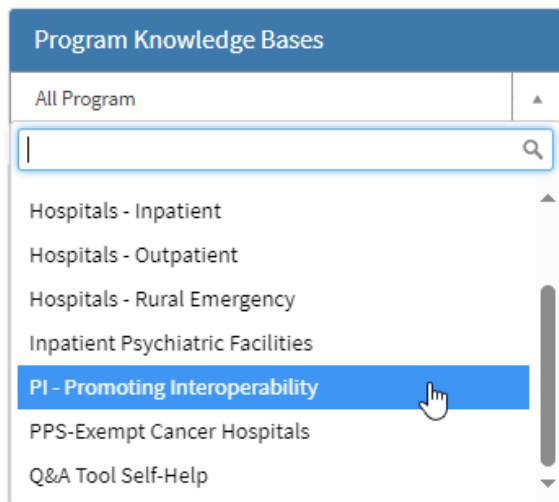 Program Knowledge Bases
All Program
Hospitals - Inpatient
Hospitals - Outpatient
Hospitals - Rural Emergency
Inpatient Psychiatric Facilities
PI - Promoting Interoperability
PPS-Exempt Cancer Hospitals
Q&A Tool Self-Help